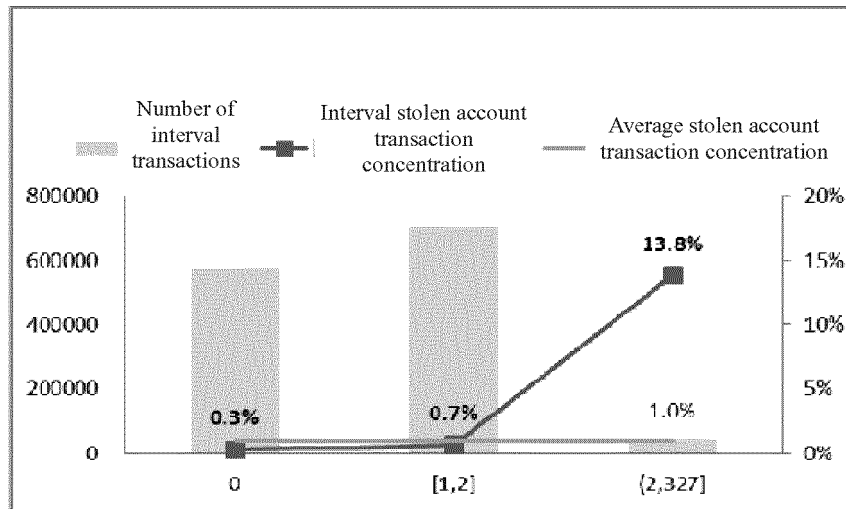 Number of
interval
transactions
Interval stolen account
transaction
concentration
Average stolen account
transaction concentration
800000
600000
400000
200000
0
20%
15%
10%
5%
0%
0.3%
0.7%
13.8%
1.0%
0
[1,2]
(2,327]